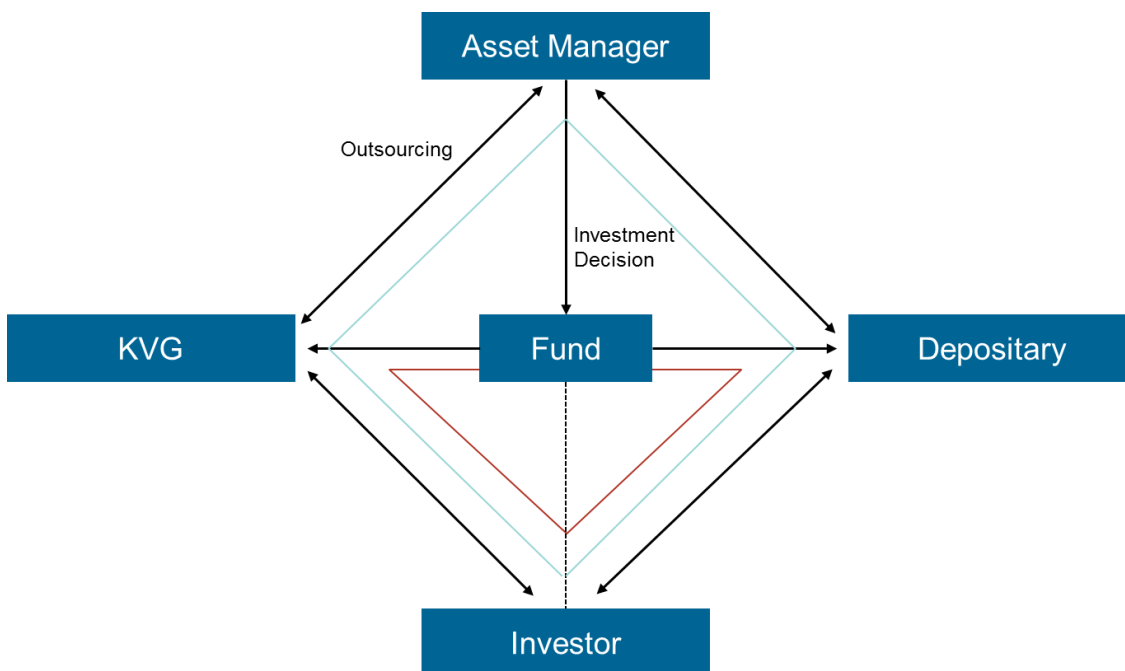 Asset Manager
Outsourcing
Investment
Decision
KVG
Fund
Depositary
Investor